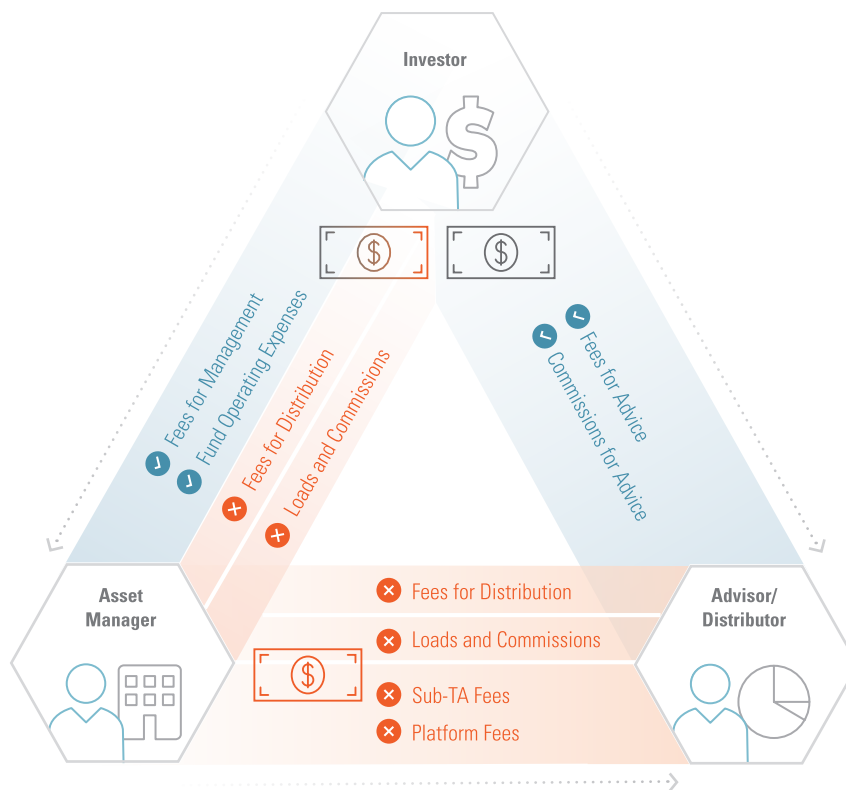 Investor
Fees for Management
Fund Operating Expenses
Fees for Distribution
Loads and Commissions
Fees for Advice
Commissions for Advice
Asset
Manager
Fees for Distribution
Loads and Commissions
Sub-TA Fees
Platform Fees
Advisor/
Distributor